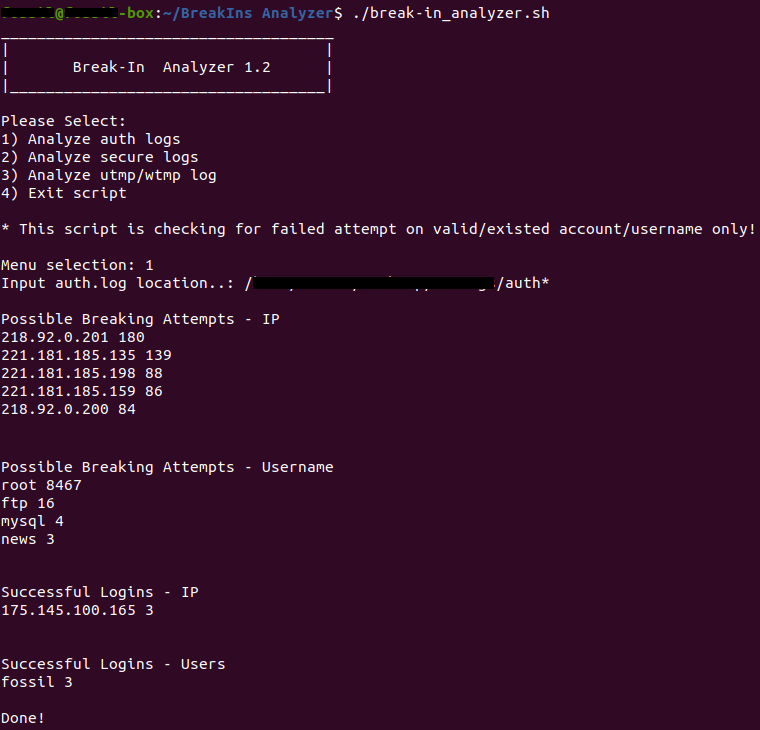 -box:~/BreakIns Analyzer$ ./break-in_analyzer.sh
Break-In  Analyzer 1.2
Please Select:
1) Analyze auth logs
2) Analyze secure logs
3) Analyze utmp/wtmp log
4) Exit script
* This script is checking for failed attempt on valid/existed account/username only!
Menu selection: 1
Input auth.log location..: / /auth*
Possible Breaking Attempts - IP
218.92.0.201 180
221.181.185.135 139
221.181.185.198 88
221.181.185.159 86
218.92.0.200 84
Possible Breaking Attempts - Username
root 8467
ftp 16
mysql 4
news 3
Successful Logins - IP
175.145.100.165 3
Successful Logins - Users
fossil 3
Done!